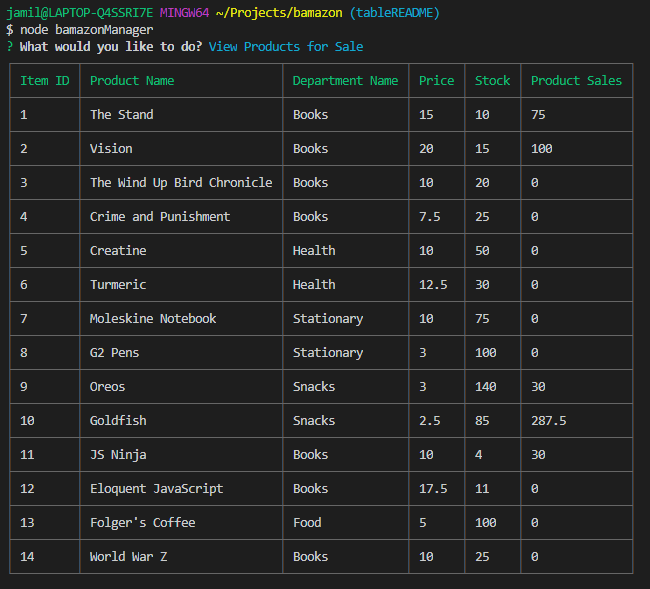 jamil@LAPTOP-Q4SSRI7E MINGW64 ~/Projects/bamazon (tableREADME)
$ node bamazonManager
? What would you like to do? View Products for Sale
Item ID Product Name Department Name Price Stock Product Sales
1 The Stand Books 15 10 75
2 Vision Books 20 15 100
3 The Wind Up Bird Chronicle Books 10 20 0
4 Crime and Punishment Books 7.5 25 0
5 Creatine Health 10 50 0
6 Turmeric Health 12.5 30 0
7 Moleskine Notebook Stationary 10 75 0
8 G2 Pens Stationary 3 100 0
9 Oreos Snacks 3 140 30
10 Goldfish Snacks 2.5 85 287.5
11 JS Ninja Books 10 4 30
12 Eloquent JavaScript Books 17.5 11 0
13 Folger's Coffee Food 5 100 0
14 World War Z Books 10 25 0